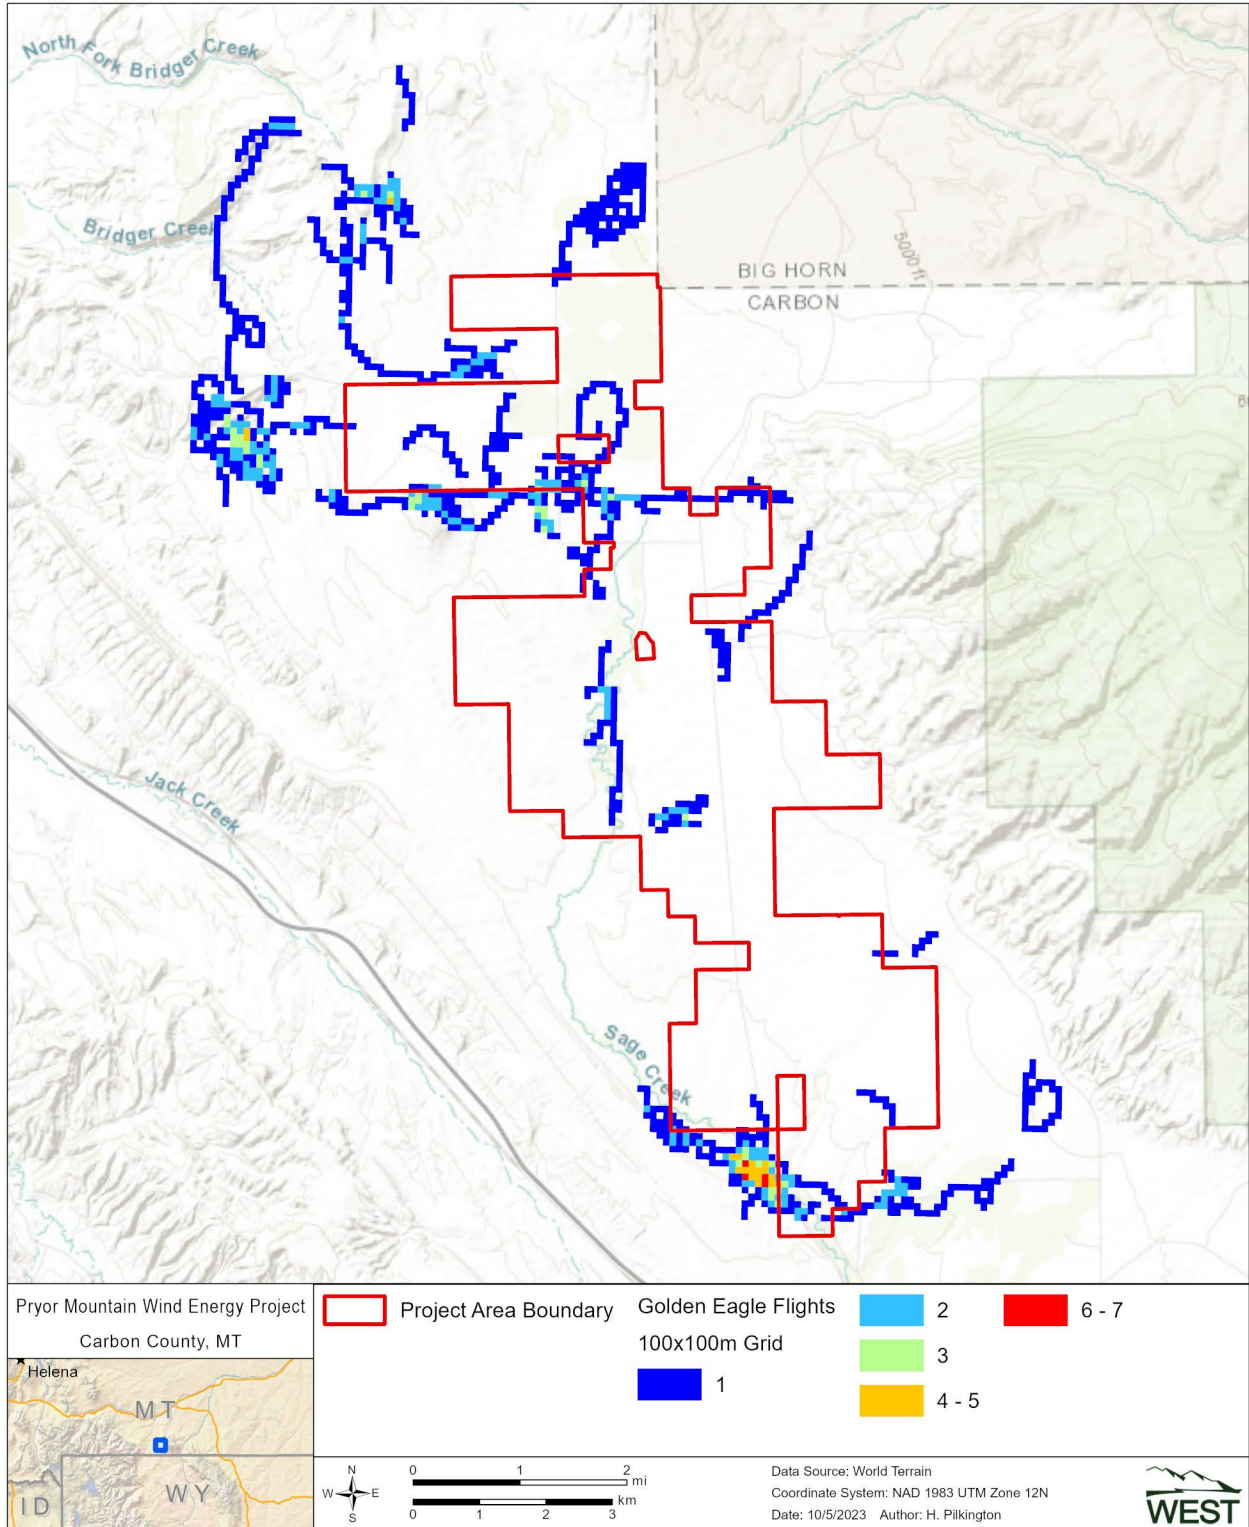 North Fork Bridger Creek
Bridger Creek
5000 ft
BIG HORN
CARBON
Jack Creek
Sage Creek
Pryor Mountain Wind Energy Project
Carbon County, MT
Helena
MT
WY
ID
Project Area Boundary
Golden Eagle Flights
100x100m Grid
1
2
3
4 - 5
6 - 7
N
W E
S
0 1 2
mi
km
0 1 2 3
Data Source: World Terrain
Coordinate System: NAD 1983 UTM Zone 12N
Date: 10/5/2023 Author: H. Pilkington
WEST